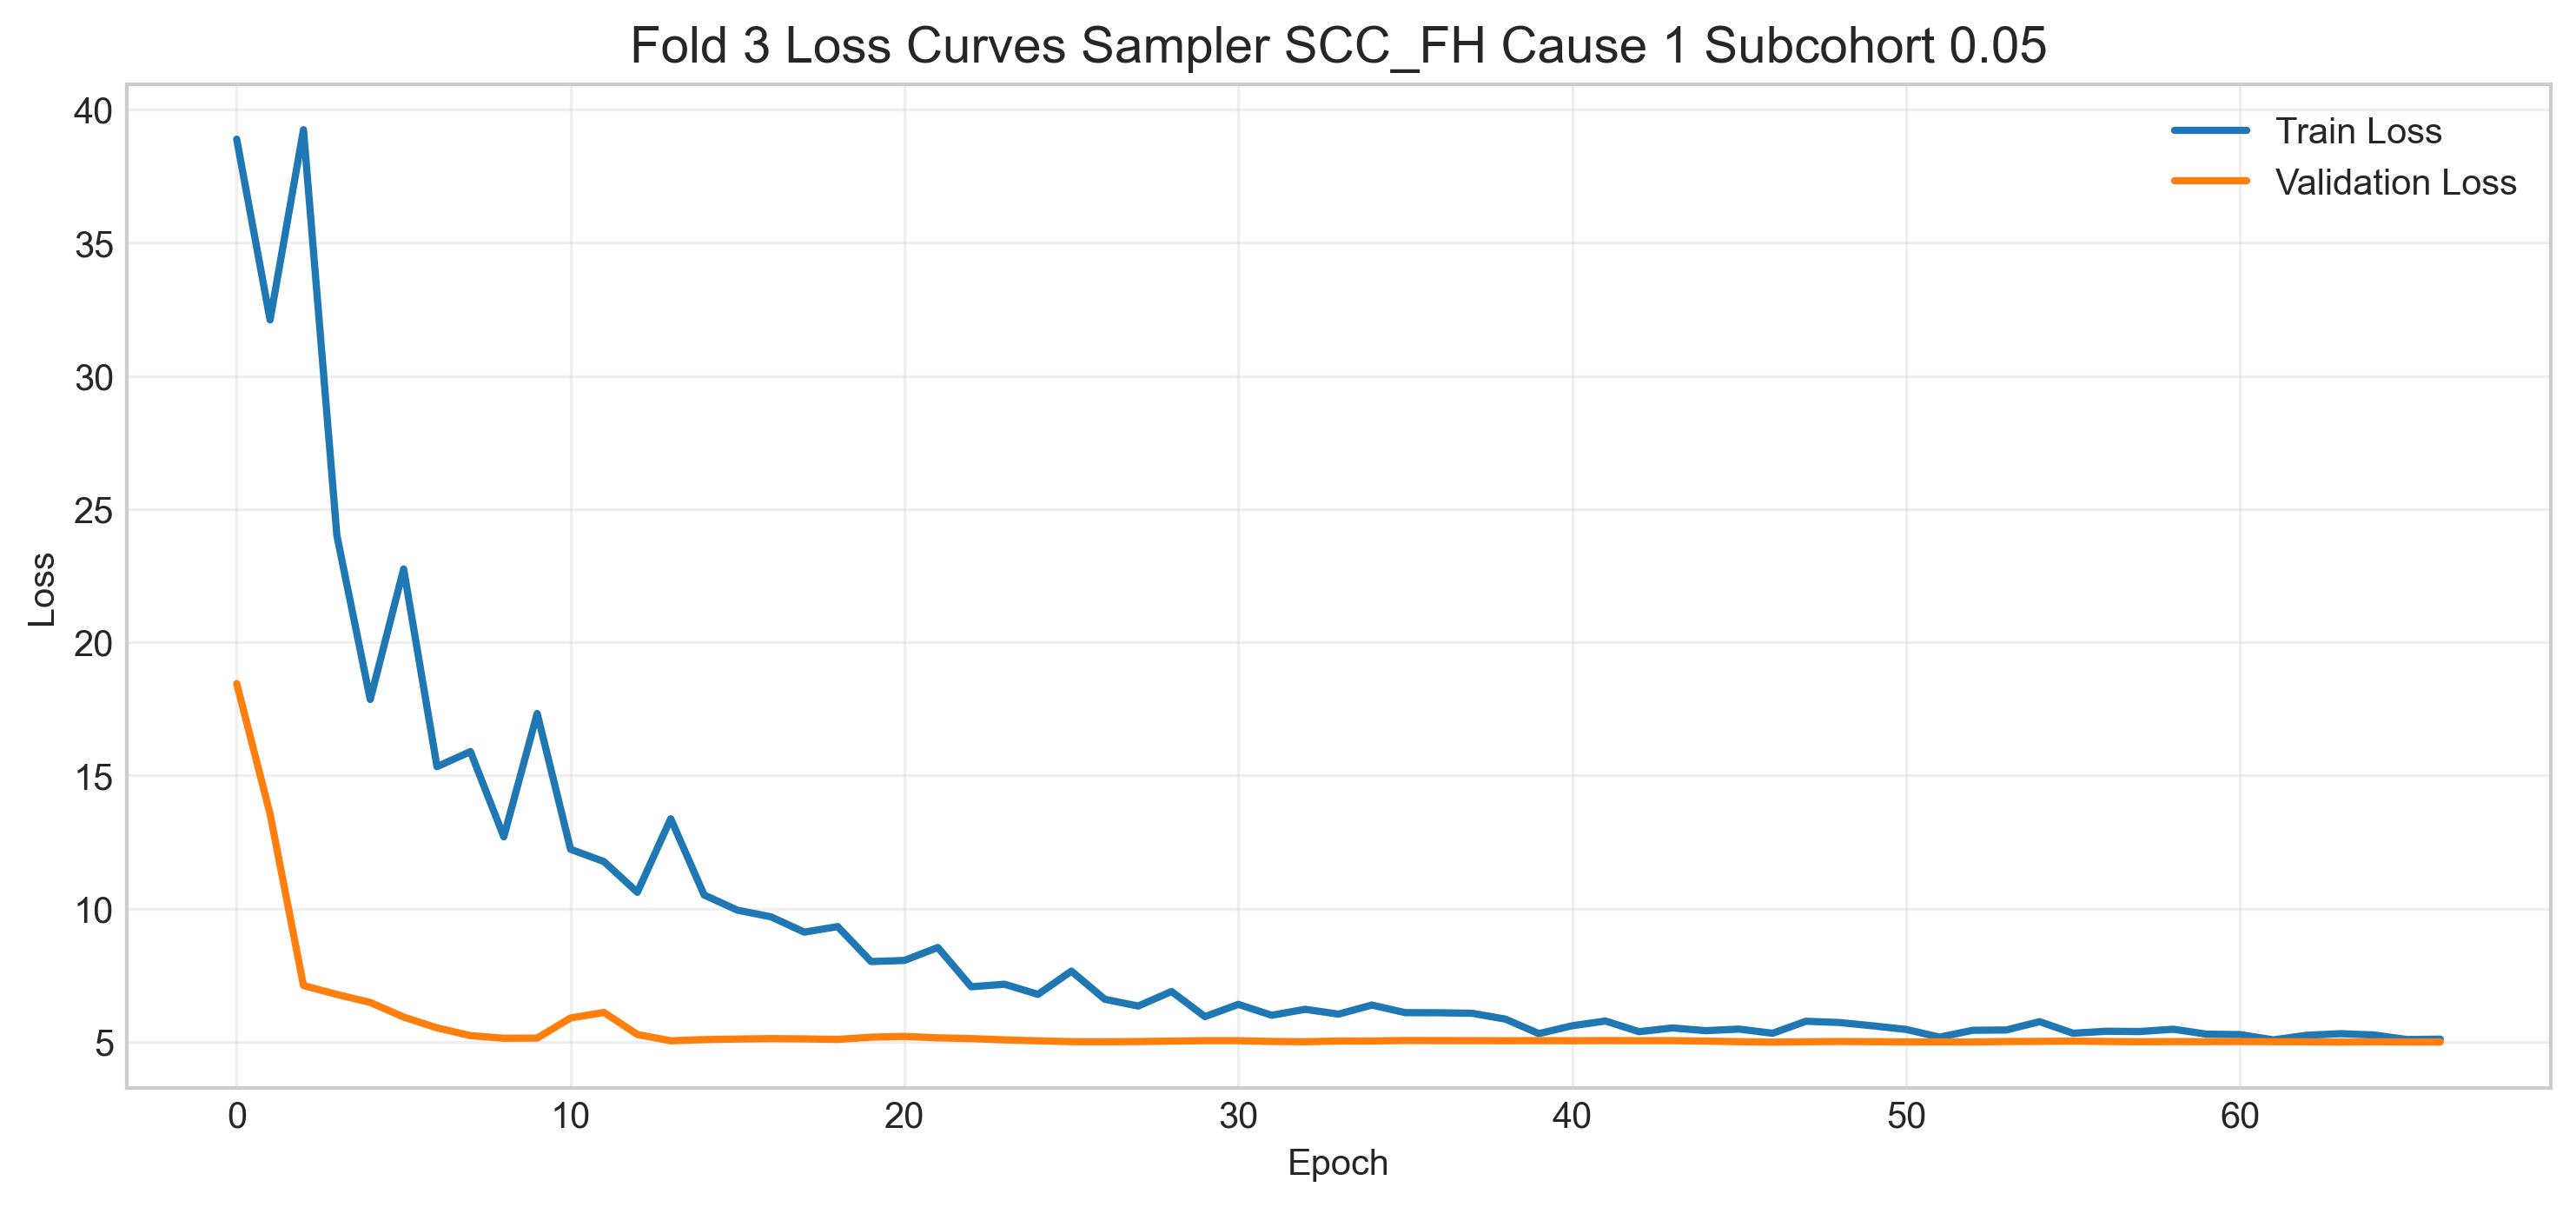 Fold 3 Loss Curves Sampler SCC_FH Cause 1 Subcohort 0.05
Train Loss
Validation Loss
40
35
30
25
20
15
10
5
Loss
0 10 20 30 40 50 60
Epoch